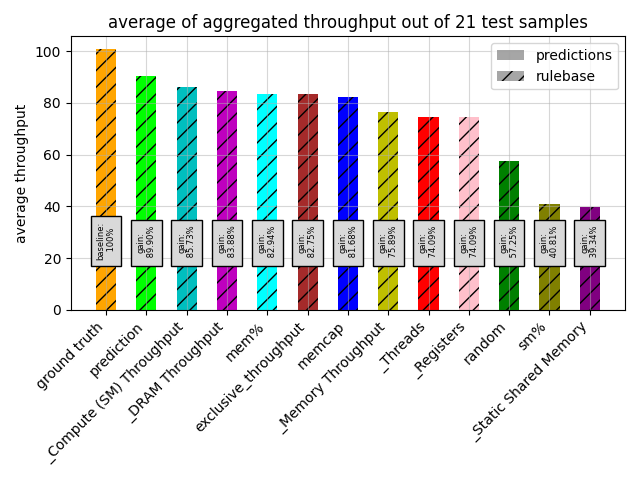 average of aggregated throughput out of 21 test samples
predictions
rulebase
average throughput
100
80
60
40
20
0
baseline:
100%
gain:
89.90%
gain:
85.73%
gain:
83.88%
gain:
82.94%
gain:
82.75%
gain:
81.68%
gain:
75.89%
gain:
74.09%
gain:
74.09%
gain:
57.25%
gain:
40.81%
gain:
39.34%
ground truth
prediction
_Compute (SM) Throughput
_DRAM Throughput
mem%
exclusive_throughput
memcap
_Memory Throughput
_Threads
_Registers
random
sm%
_Static Shared Memory